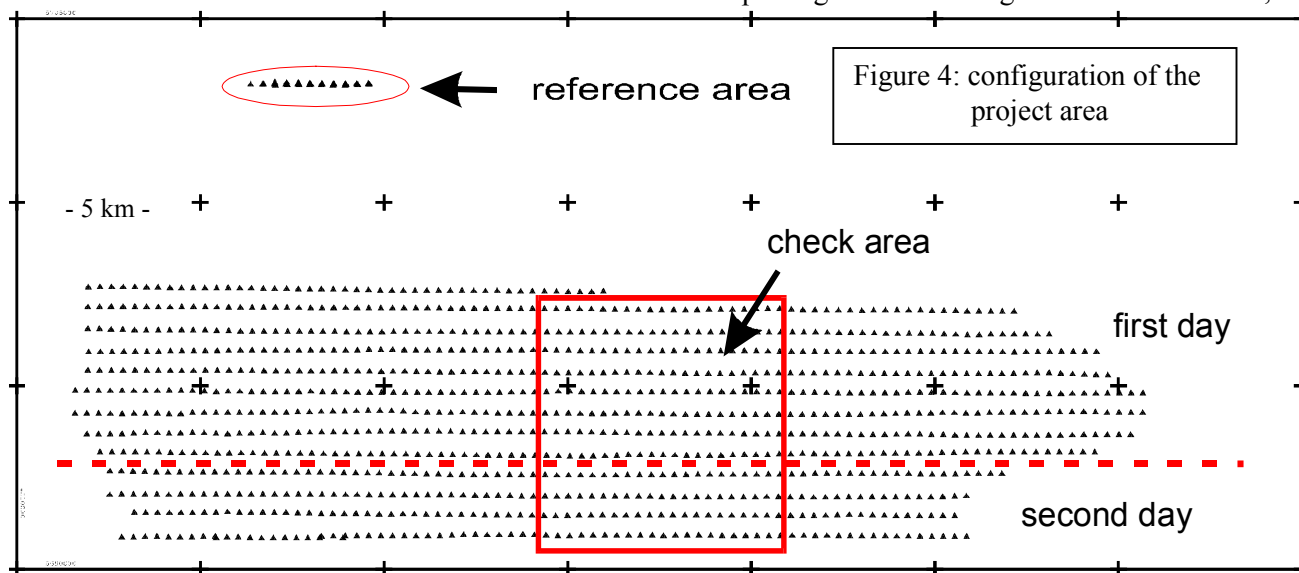 reference area
Figure 4: configuration of the
project area
- 5 km -
check area
first day
second day